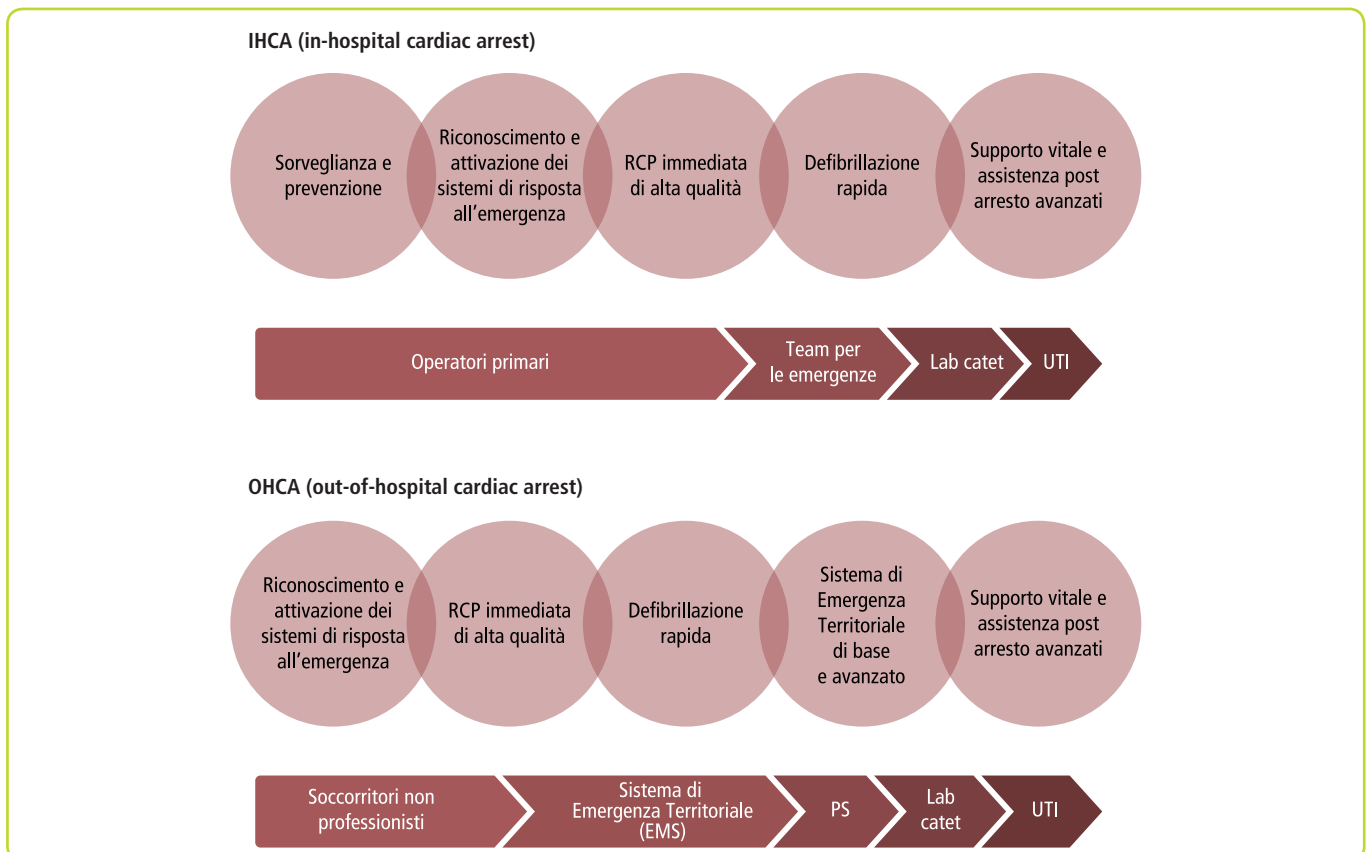 IHCA (in-hospital cardiac arrest)
Sorveglianza e
prevenzione
Riconoscimento e
attivazione dei
sistemi di risposta
all'emergenza
RCP immediata
di alta qualità
Defibrillazione
rapida
Supporto vitale e
assistenza post
arresto avanzati
Operatori primari
Team per
le emergenze
Lab catet
UTI
OHCA (out-of-hospital cardiac arrest)
Riconoscimento e
attivazione dei
sistemi di risposta
all'emergenza
RCP immediata
di alta qualità
Defibrillazione
rapida
Sistema di
Emergenza
Territoriale
di base
e avanzato
Supporto vitale e
assistenza post
arresto avanzati
Soccorritori non
professionisti
Sistema di
Emergenza Territoriale
(EMS)
PS
Lab
catet
UTI